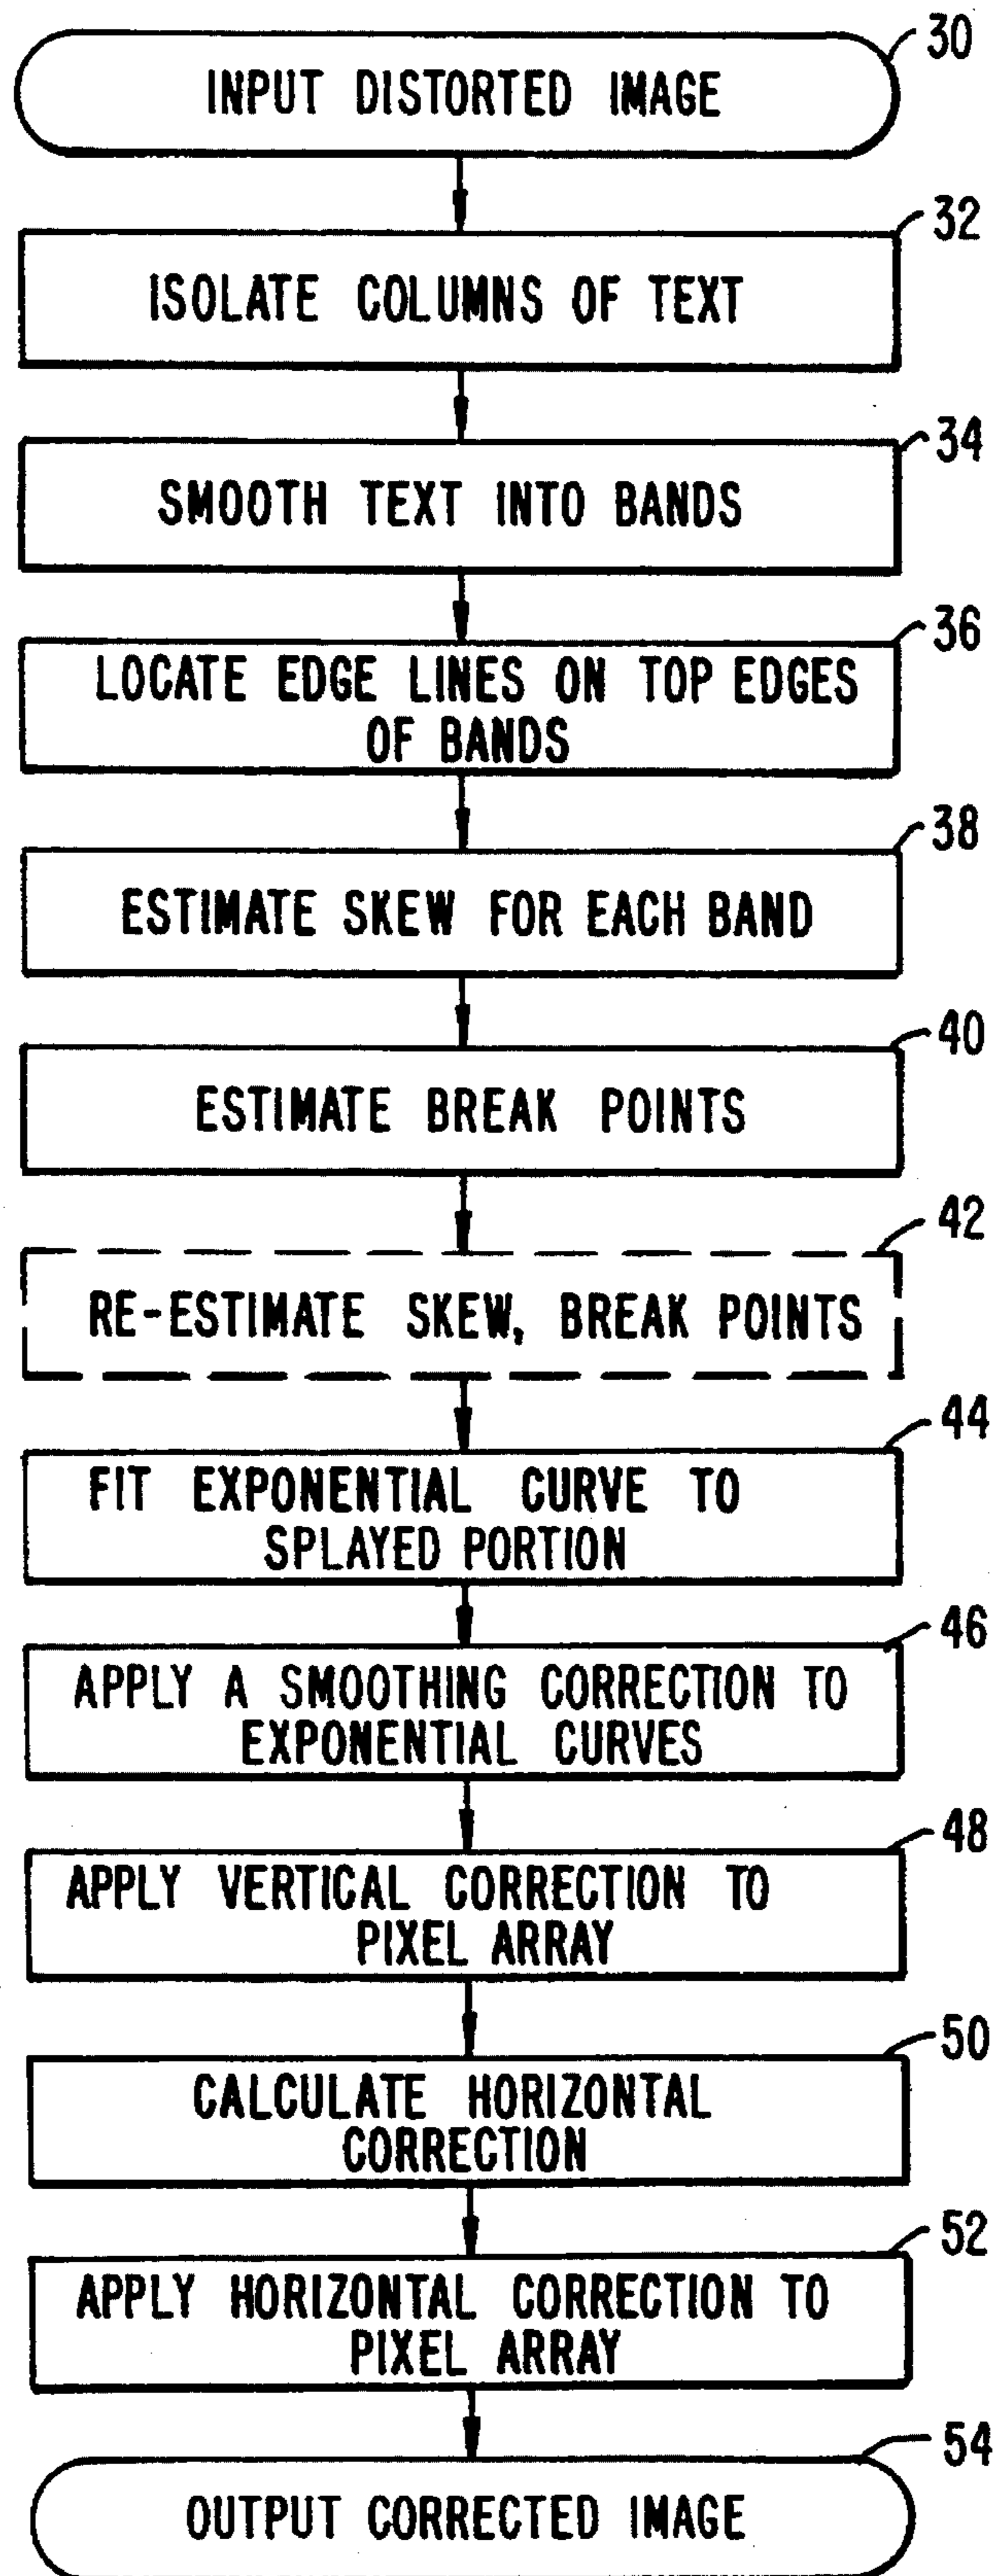 30
INPUT DISTORTED IMAGE
32
ISOLATE COLUMNS OF TEXT
34
SMOOTH TEXT INTO BANDS
36
LOCATE EDGE LINES ON TOP EDGES
OF BANDS
38
ESTIMATE SKEW FOR EACH BAND
40
ESTIMATE BREAK POINTS
42
RE-ESTIMATE SKEW, BREAK POINTS
44
FIT EXPONENTIAL CURVE TO
SPLAYED PORTION
46
APPLY A SMOOTHING CORRECTION TO
EXPONENTIAL CURVES
48
APPLY VERTICAL CORRECTION TO
PIXEL ARRAY
50
CALCULATE HORIZONTAL
CORRECTION
52
APPLY HORIZONTAL CORRECTION TO
PIXEL ARRAY
54
OUTPUT CORRECTED IMAGE